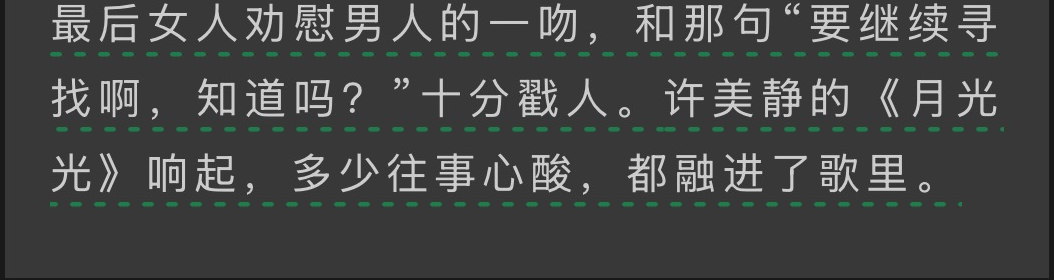 最后女人劝慰男人的一吻，和那句“要继续寻
找啊，知道吗？”十分戳人。许美静的《月光
光》响起，多少往事心酸，都融进了歌里。